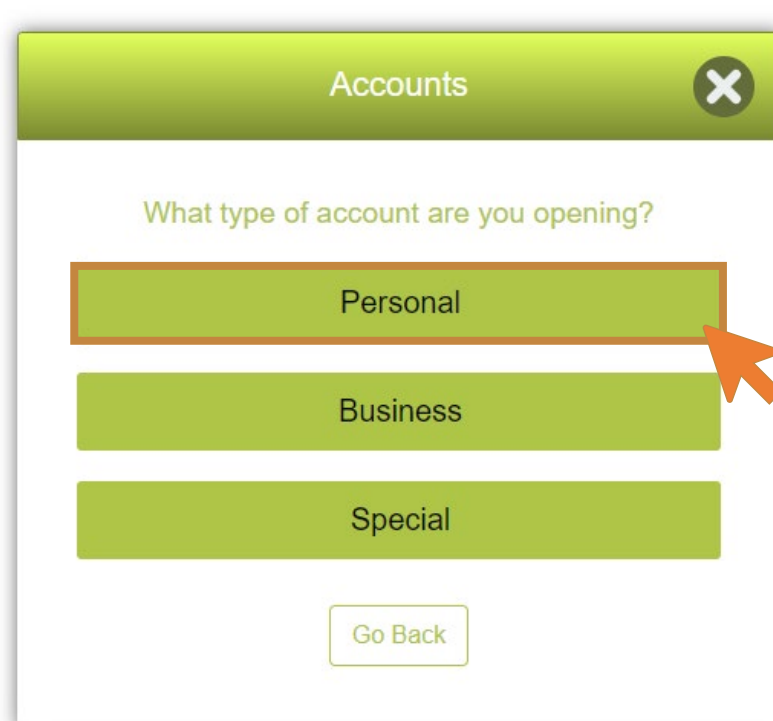 Accounts
What type of account are you opening?
Personal
Business
Special
Go Back